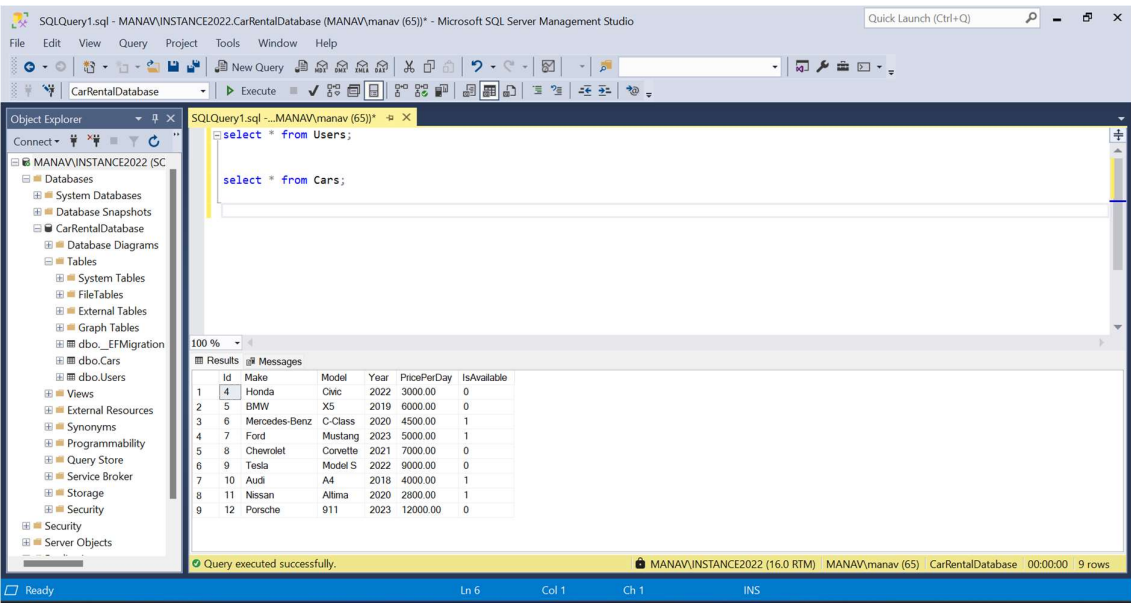 SQLQuery1.sql - MANAV\INSTANCE2022.CarRentalDatabase (MANAV\manav (65))* - Microsoft SQL Server Management Studio
Quick Launch (Ctrl+Q)
File Edit View Query Project Tools Window Help
New Query MDX DMX XMLA DAX
CarRentalDatabase Execute
Object Explorer
SQLQuery1.sql -...MANAV\manav (65))*
Connect
MANAV\INSTANCE2022 (SC
Databases
System Databases
Database Snapshots
CarRentalDatabase
Database Diagrams
Tables
System Tables
FileTables
External Tables
Graph Tables
dbo.__EFMigration
dbo.Cars
dbo.Users
Views
External Resources
Synonyms
Programmability
Query Store
Service Broker
Storage
Security
Security
Server Objects
select * from Users;
select * from Cars;
100 %
Results Messages
Id Make Model Year PricePerDay IsAvailable
1 4 Honda Civic 2022 3000.00 0
2 5 BMW X5 2019 6000.00 0
3 6 Mercedes-Benz C-Class 2020 4500.00 1
4 7 Ford Mustang 2023 5000.00 1
5 8 Chevrolet Corvette 2021 7000.00 0
6 9 Tesla Model S 2022 9000.00 0
7 10 Audi A4 2018 4000.00 1
8 11 Nissan Altima 2020 2800.00 1
9 12 Porsche 911 2023 12000.00 0
Query executed successfully. MANAV\INSTANCE2022 (16.0 RTM) MANAV\manav (65) CarRentalDatabase 00:00:00 9 rows
Ready Ln 6 Col 1 Ch 1 INS